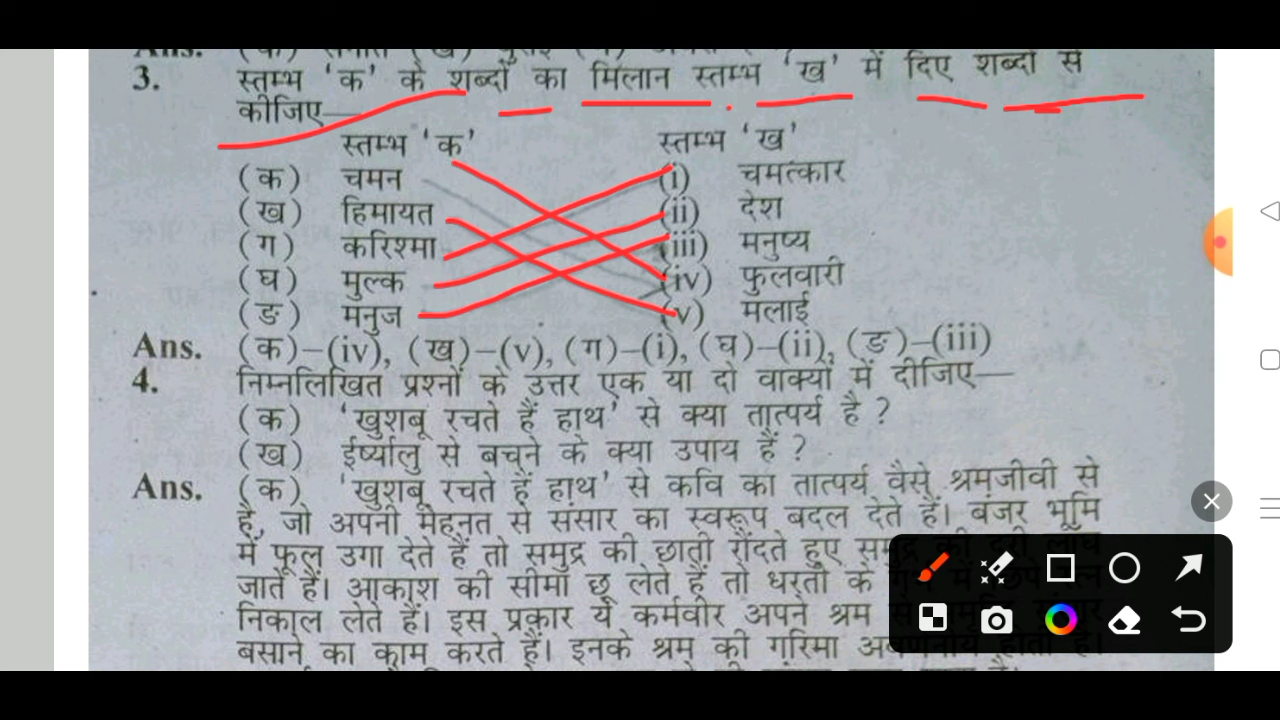 3. स्तम्भ 'क' के शब्दों का मिलान स्तम्भ 'ख' में दिए शब्दों से
कीजिए—
स्तम्भ 'क' स्तम्भ 'ख'
(क) चमन (i) चमत्कार
(ख) हिमायत (ii) देश
(ग) करिश्मा (iii) मनुष्य
(घ) मुल्क (iv) फुलवारी
(ङ) मनुज (v) मलाई
Ans. (क)–(iv), (ख)–(v), (ग)–(i), (घ)–(ii), (ङ)–(iii)
4. निम्नलिखित प्रश्नों के उत्तर एक या दो वाक्यों में दीजिए—
(क) 'खुशबू रचते हैं हाथ' से क्या तात्पर्य है ?
(ख) ईर्ष्यालु से बचने के क्या उपाय हैं ?
Ans. (क) 'खुशबू रचते हैं हाथ' से कवि का तात्पर्य वैसे श्रमजीवी से
है, जो अपनी मेहनत से संसार का स्वरूप बदल देते हैं। बंजर भूमि
में फूल उगा देते हैं तो समुद्र की छाती रौंदते हुए समुद्र की दूरी लांघ
जाते हैं। आकाश की सीमा छू लेते हैं तो धरती के
निकाल लेते हैं। इस प्रकार ये कर्मवीर अपने श्रम
बसाने का काम करते हैं। इनके श्रम की गरिमा अवर्णनीय होती है।